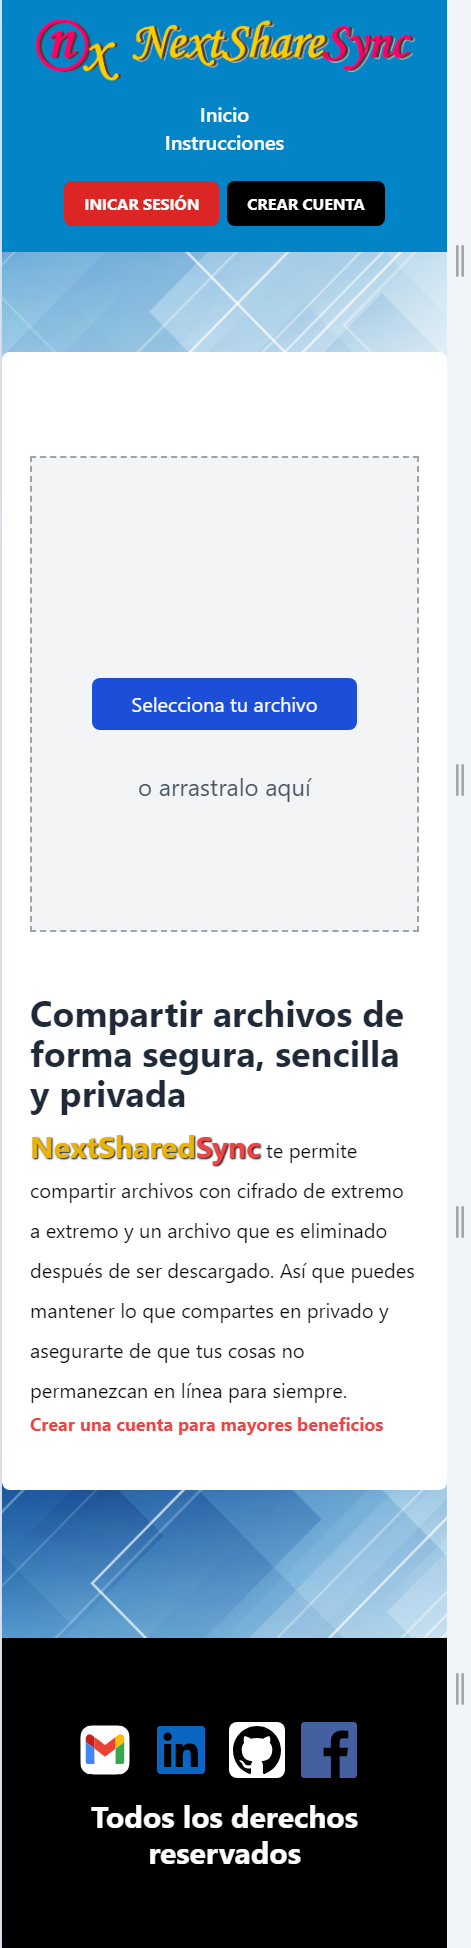 nx NextShareSync
Inicio
Instrucciones
INICAR SESIÓN CREAR CUENTA
Selecciona tu archivo
o arrastralo aquí
Compartir archivos de
forma segura, sencilla
y privada
NextSharedSync te permite
compartir archivos con cifrado de extremo
a extremo y un archivo que es eliminado
después de ser descargado. Así que puedes
mantener lo que compartes en privado y
asegurarte de que tus cosas no
permanezcan en línea para siempre.
Crear una cuenta para mayores beneficios
in f
Todos los derechos
reservados